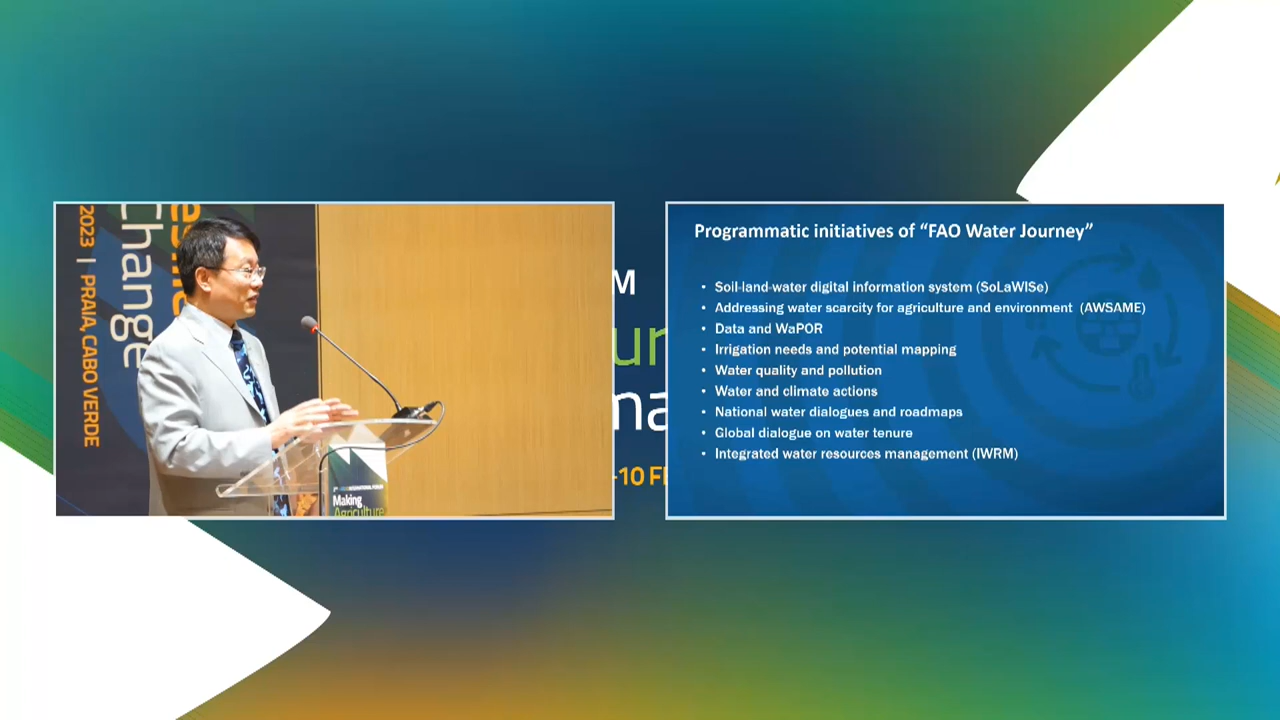 Change
2023 | PRAIA, CABO VERDE
Making
Agriculture
M
-10
Programmatic initiatives of “FAO Water Journey”
• Soil-land-water digital information system (SoLaWISe)
• Addressing water scarcity for agriculture and environment (AWSAME)
• Data and WaPOR
• Irrigation needs and potential mapping
• Water quality and pollution
• Water and climate actions
• National water dialogues and roadmaps
• Global dialogue on water tenure
• Integrated water resources management (IWRM)